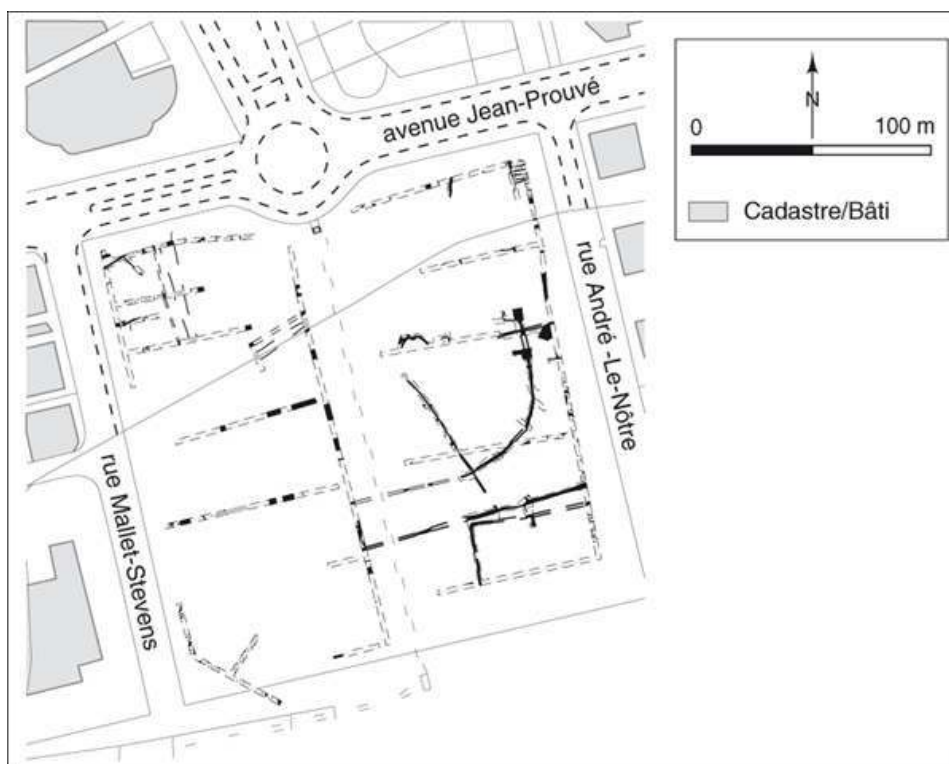 avenue Jean-Prouvé
N
0 100 m
Cadastre/Bâti
rue André -Le-Nôtre
rue Mallet-Stevens